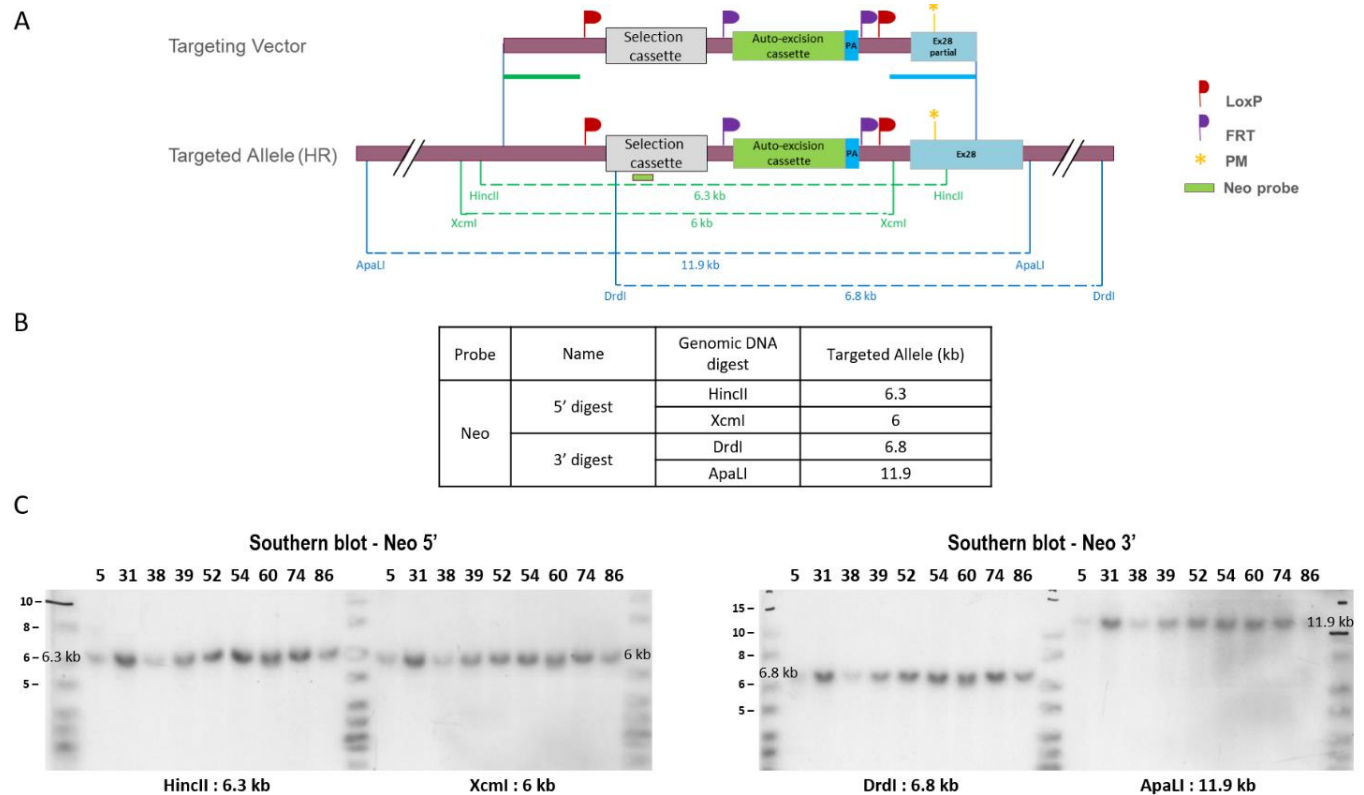 A
Targeting Vector
Selection
cassette
Auto-excision
cassette
PA
*
Ex28
partial
LoxP
FRT
* PM
Neo probe
Targeted Allele (HR)
Selection
cassette
Auto-excision
cassette
PA
*
Ex28
HincII
6.3 kb
HincII
XcmI
6 kb
XcmI
ApaLI
11.9 kb
ApaLI
DrdI
6.8 kb
DrdI
B
Probe Name Genomic DNA digest Targeted Allele (kb)
Neo 5' digest HincII 6.3
XcmI 6
3' digest DrdI 6.8
ApaLI 11.9
C
Southern blot - Neo 5'
5 31 38 39 52 54 60 74 86 5 31 38 39 52 54 60 74 86
10 –
8 –
6 – 6.3 kb 6 kb
5 –
HincII : 6.3 kb XcmI : 6 kb
Southern blot - Neo 3'
5 31 38 39 52 54 60 74 86 5 31 38 39 52 54 60 74 86
15 –
11.9 kb
10 –
8 –
6.8 kb
6 –
5 –
DrdI : 6.8 kb ApaLI : 11.9 kb